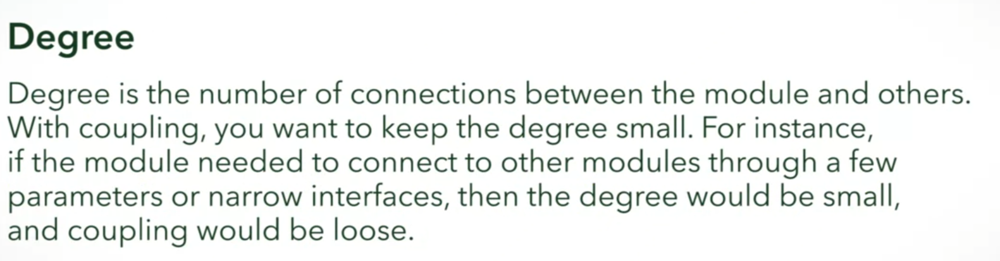 Degree
Degree is the number of connections between the module and others.
With coupling, you want to keep the degree small. For instance,
if the module needed to connect to other modules through a few
parameters or narrow interfaces, then the degree would be small,
and coupling would be loose.